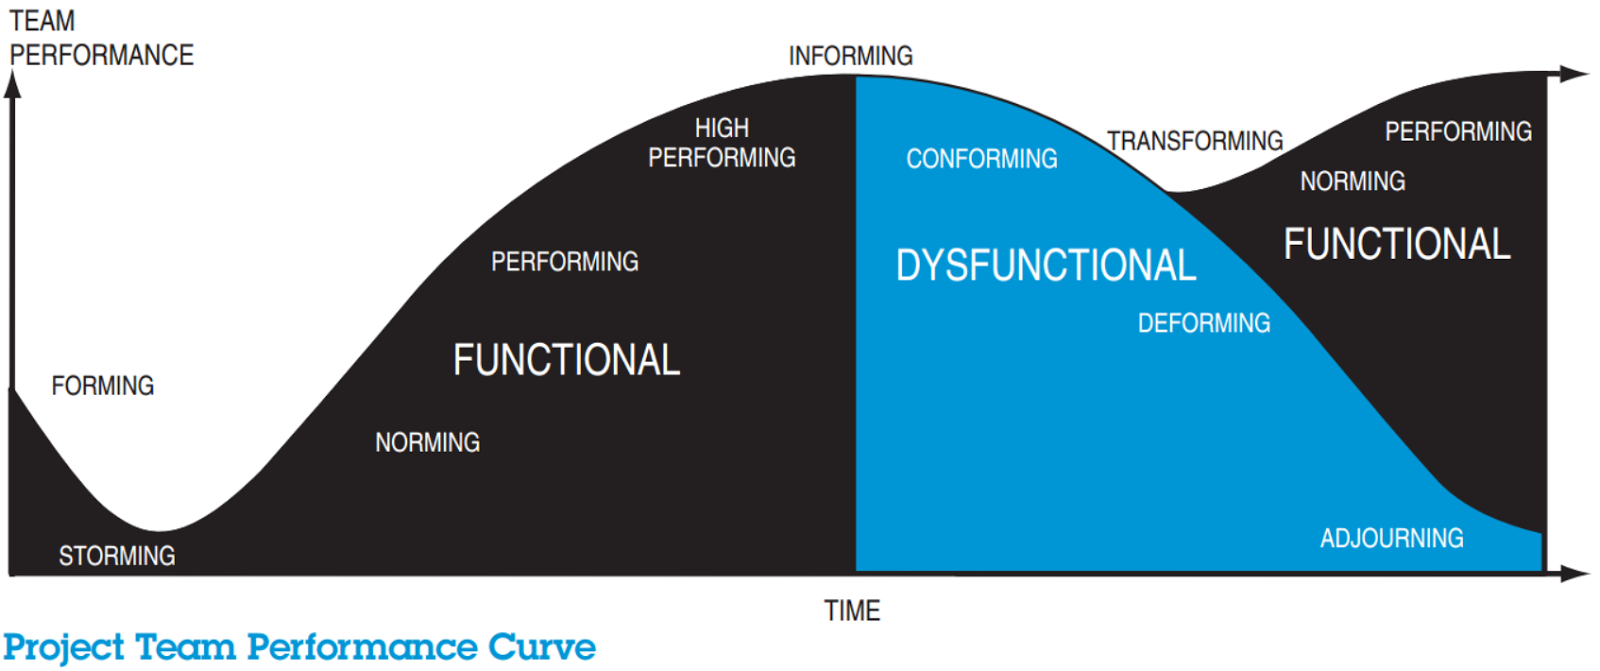 TEAM
PERFORMANCE
INFORMING
HIGH
PERFORMING
CONFORMING
TRANSFORMING
PERFORMING
NORMING
FUNCTIONAL
DYSFUNCTIONAL
PERFORMING
DEFORMING
FUNCTIONAL
FORMING
NORMING
STORMING
ADJOURNING
TIME
Project Team Performance Curve